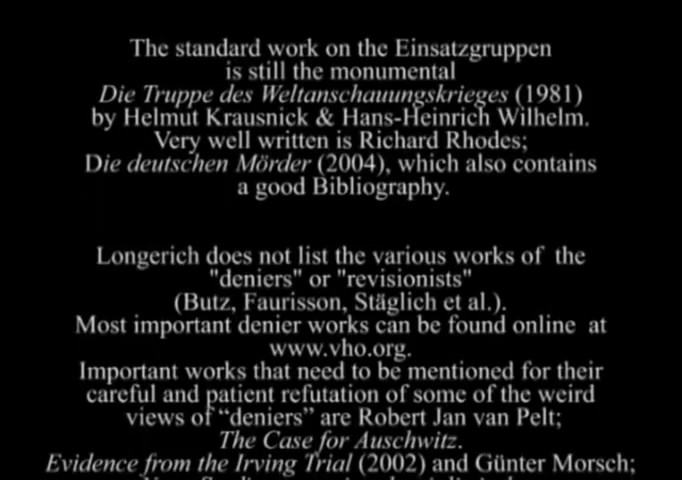 The standard work on the Einsatzgruppen
is still the monumental
Die Truppe des Weltanschauungskrieges (1981)
by Helmut Krausnick & Hans-Heinrich Wilhelm.
Very well written is Richard Rhodes;
Die deutschen Mörder (2004), which also contains
a good Bibliography.
Longerich does not list the various works of the
"deniers" or "revisionists"
(Butz, Faurisson, Stäglich et al.).
Most important denier works can be found online at
www.vho.org.
Important works that need to be mentioned for their
careful and patient refutation of some of the weird
views of “deniers” are Robert Jan van Pelt;
The Case for Auschwitz.
Evidence from the Irving Trial (2002) and Günter Morsch;